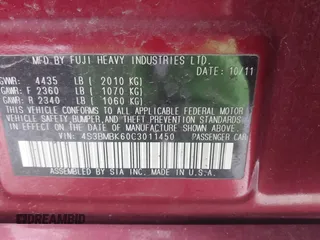 MFD.BY FUJI HEAVY INDUSTRIES LTD.
DATE: 10/11
GVWR: 4435 LB ( 2010 KG)
GAWR: F 2360 LB ( 1070 KG)
GAWR: R 2340 LB ( 1060 KG)
THIS VEHICLE CONFORMS TO ALL APPLICABLE FEDERAL MOTOR
VEHICLE SAFETY, BUMPER, AND THEFT PREVENTION STANDARDS IN
EFFECT ON THE DATE OF MANUFACTURE SHOWN ABOVE.
VIN: 4S3BMBK60C3011450 PASSENGER CAR
ASSEMBLED BY SIA INC. MADE IN U.S.A.
AUTOBIDMASTER